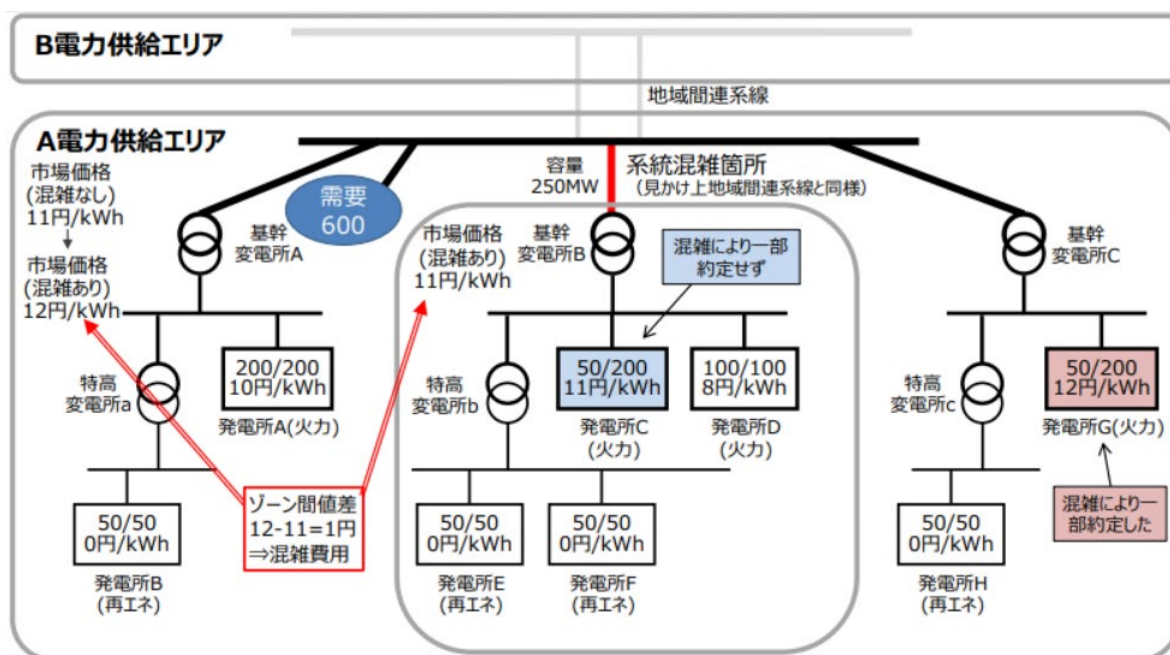 B電力供給エリア
地域間連系線
A電力供給エリア
市場価格
(混雑なし)
11円/kWh
市場価格
(混雑あり)
12円/kWh
需要
600
容量
250MW
系統混雑箇所
（見かけ上地域間連系線と同様）
基幹
変電所A
市場価格
(混雑あり)
11円/kWh
基幹
変電所B
混雑により一部
約定せず
基幹
変電所C
特高
変電所a
200/200
10円/kWh
発電所A(火力)
特高
変電所b
50/200
11円/kWh
発電所C
(火力)
100/100
8円/kWh
発電所D
(火力)
特高
変電所c
50/200
12円/kWh
発電所G(火力)
50/50
0円/kWh
発電所B
(再エネ)
ゾーン間値差
12-11=1円
⇒混雑費用
50/50
0円/kWh
発電所E
(再エネ)
50/50
0円/kWh
発電所F
(再エネ)
50/50
0円/kWh
発電所H
(再エネ)
混雑により一
部約定した